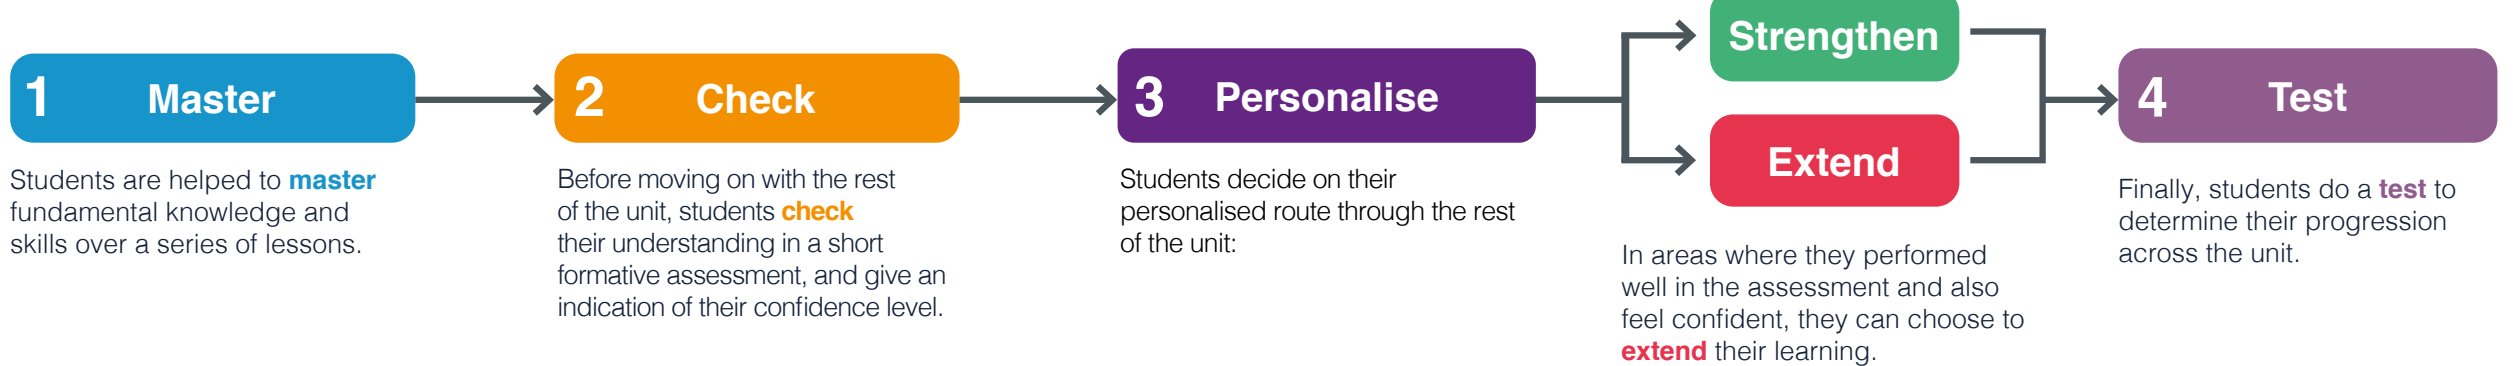 1 Master
Students are helped to master
fundamental knowledge and
skills over a series of lessons.
2 Check
Before moving on with the rest
of the unit, students check
their understanding in a short
formative assessment, and give an
indication of their confidence level.
3 Personalise
Students decide on their
personalised route through the rest
of the unit:
Strengthen
Extend
In areas where they performed
well in the assessment and also
feel confident, they can choose to
extend their learning.
4 Test
Finally, students do a test to
determine their progression
across the unit.